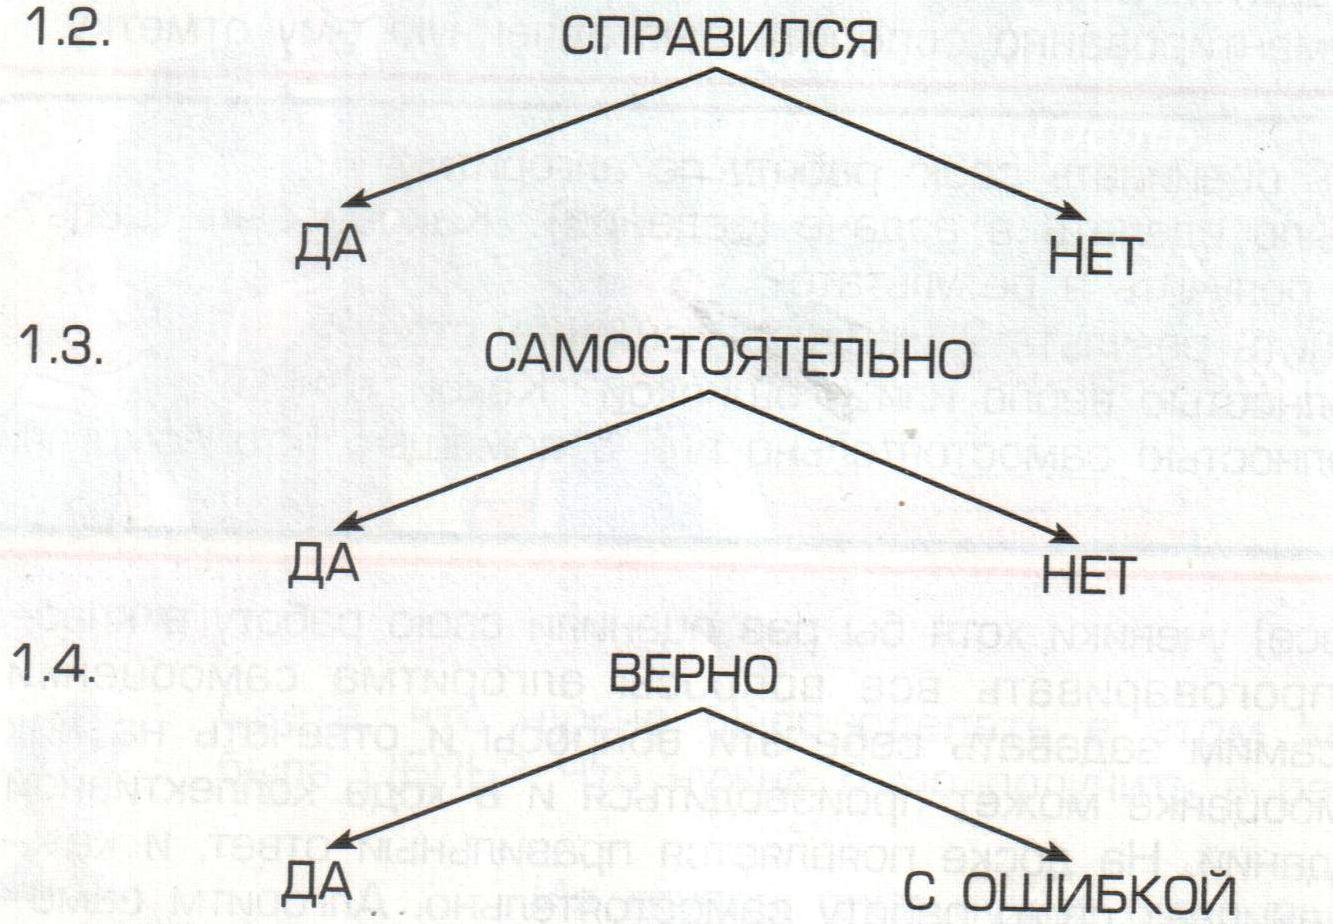 1.2. СПРАВИЛСЯ
ДА НЕТ
1.3. САМОСТОЯТЕЛЬНО
ДА НЕТ
1.4. ВЕРНО
ДА С ОШИБКОЙ